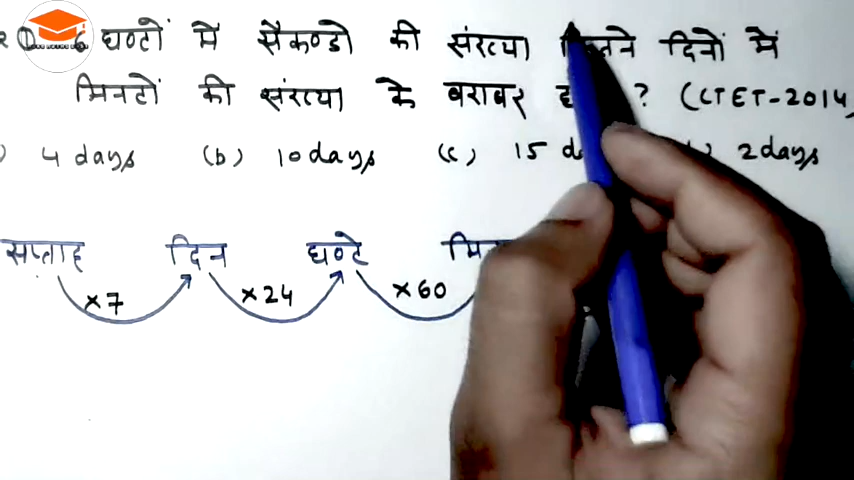 ① 6 घण्टों में सैकण्डो की संख्या दिनों में
मिनटों की संख्या के बराबर ? (CTET-2014)
4 days (b) 10 days (c) 15 2 days
सप्ताह दिन घण्टे
×7 ×24 ×60